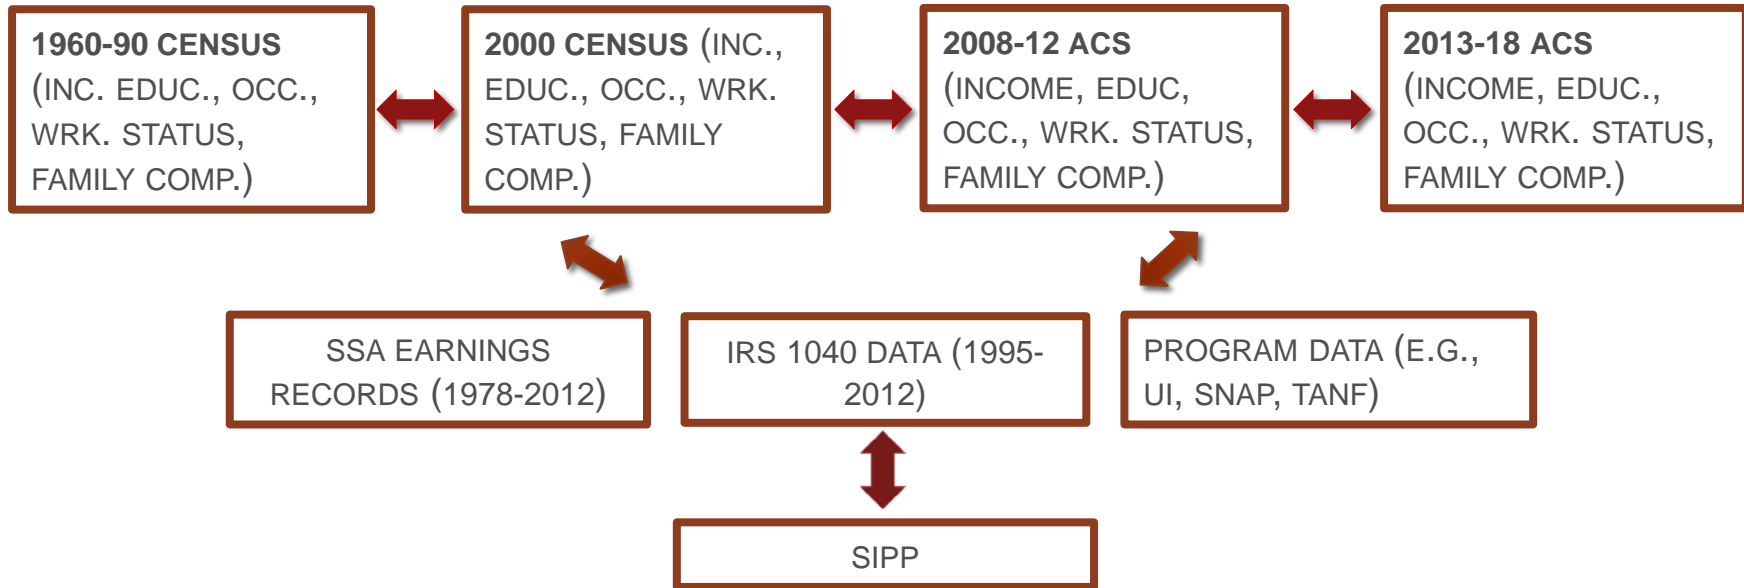 1960-90 CENSUS
(INC. EDUC., OCC.,
WRK. STATUS,
FAMILY COMP.)
2000 CENSUS (INC.,
EDUC., OCC., WRK.
STATUS, FAMILY
COMP.)
2008-12 ACS
(INCOME, EDUC,
OCC., WRK. STATUS,
FAMILY COMP.)
2013-18 ACS
(INCOME, EDUC.,
OCC., WRK. STATUS,
FAMILY COMP.)
SSA EARNINGS
RECORDS (1978-2012)
IRS 1040 DATA (1995-
2012)
PROGRAM DATA (E.G.,
UI, SNAP, TANF)
SIPP